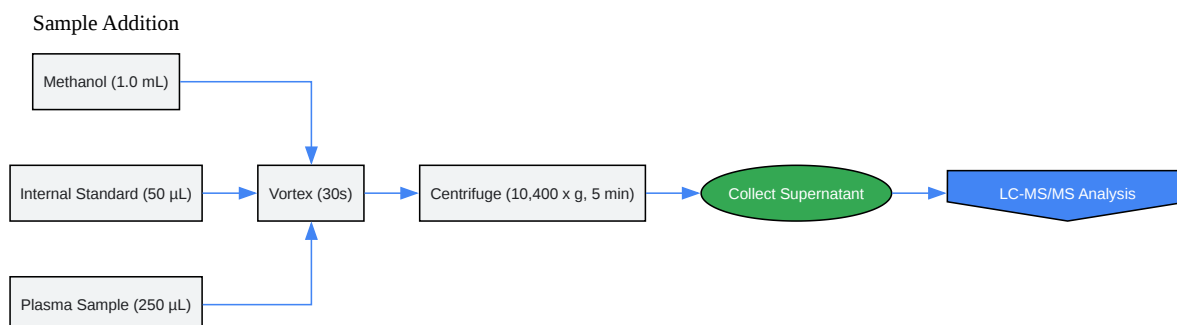 Sample Addition
Methanol (1.0 mL)
Internal Standard (50 µL)
Vortex (30s)
Centrifuge (10,400 x g, 5 min)
Collect Supernatant
LC-MS/MS Analysis
Plasma Sample (250 µL)